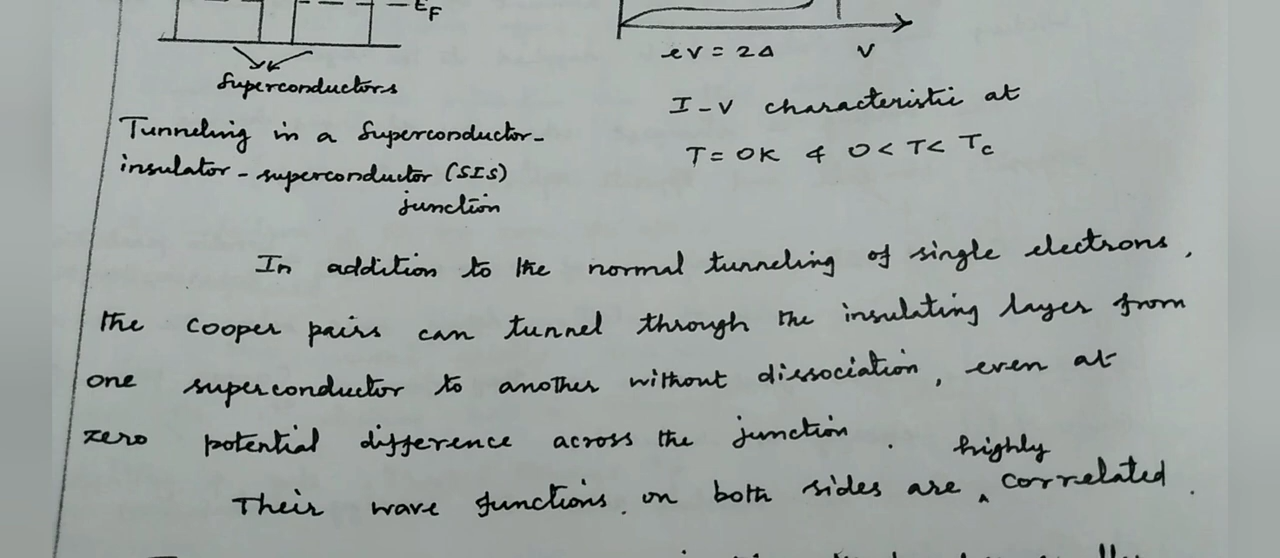 E_F
Superconductors
eV = 2Δ V
I-V characteristic at
T = 0K & 0 < T < Tc
Tunneling in a Superconductor-
insulator - superconductor (SIS)
junction
In addition to the normal tunneling of single electrons,
the cooper pairs can tunnel through the insulating layer from
one superconductor to another without dissociation, even at
zero potential difference across the junction.
Their wave functions on both sides are highly correlated.